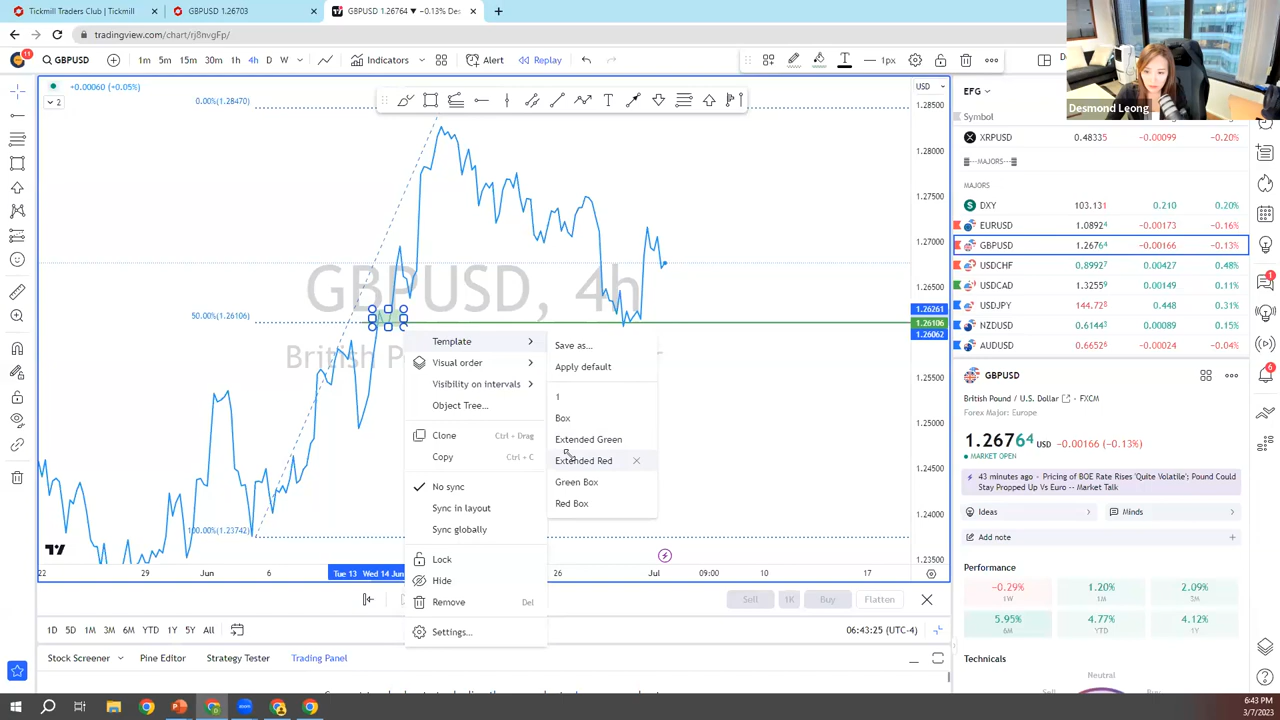 Tickmill Traders Club | Tickmill
GBPUSD 1.26703
GBPUSD 1.26764 ▼ −0.13% De
tradingview.com/chart/rj8nvgFp/
11
GBPUSD
1m 5m 15m 30m 1h 4h D W
Indicators
Alert
Replay
T
1px
Desmond Leong
+0.00060 (+0.05%)
2
0.00%(1.28470)
50.00%(1.26106)
100.00%(1.23742)
GBPUSD, 4h
British P
USD
1.28500
1.28000
1.27500
1.27000
1.26500
1.26261
1.26106
1.26062
1.25500
1.25000
1.24500
1.24000
1.23500
Template
Visual order
Visibility on intervals
Object Tree...
Clone Ctrl + Drag
Copy Ctrl + C
No sync
Sync in layout
Sync globally
Lock
Hide
Remove Del
Settings...
Save as...
Apply default
1
Box
Extended Green
Extended Red
Green Box
Red Box
22 29 Jun 6 Tue 13 Wed 14 Jun 26 Jul 09:00 10 17
Sell 1K Buy Flatten
1D 5D 1M 3M 6M YTD 1Y 5Y All
06:43:25 (UTC-4)
Stock Screener Pine Editor Strategy Tester Trading Panel
EFG
Symbol
XRPUSD 0.48335 −0.00099 −0.20%
MAJORS
MAJORS
DXY 103.131 0.210 0.20%
EURUSD 1.08924 −0.00173 −0.16%
GBPUSD 1.26764 −0.00166 −0.13%
USDCHF 0.89927 0.00427 0.48%
USDCAD 1.32559 0.00149 0.11%
USDJPY 144.728 0.448 0.31%
NZDUSD 0.61443 0.00089 0.15%
AUDUSD 0.66526 −0.00024 −0.04%
GBPUSD
British Pound / U.S. Dollar • FXCM
Forex Major: Europe
1.26764 USD −0.00166 (−0.13%)
MARKET OPEN
43 minutes ago • Pricing of BOE Rate Rises 'Quite Volatile'; Pound Could
Stay Propped Up Vs Euro -- Market Talk
Ideas
Minds
Add note
Performance
−0.29% 1.20% 2.09%
1W 1M 3M
5.95% 4.77% 4.12%
6M YTD 1Y
Technicals
Neutral
1
6
6:43 PM
3/7/2023